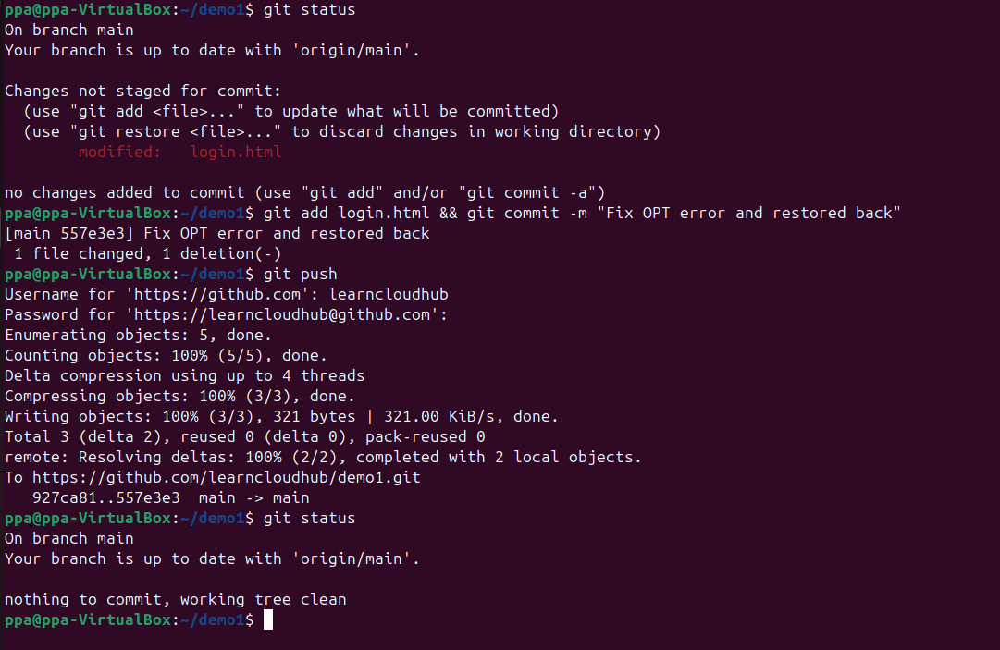 ppa@ppa-VirtualBox:~/demo1$ git status
On branch main
Your branch is up to date with 'origin/main'.

Changes not staged for commit:
  (use "git add <file>..." to update what will be committed)
  (use "git restore <file>..." to discard changes in working directory)
        modified:   login.html

no changes added to commit (use "git add" and/or "git commit -a")
ppa@ppa-VirtualBox:~/demo1$ git add login.html && git commit -m "Fix OPT error and restored back"
[main 557e3e3] Fix OPT error and restored back
 1 file changed, 1 deletion(-)
ppa@ppa-VirtualBox:~/demo1$ git push
Username for 'https://github.com': learncloudhub
Password for 'https://learncloudhub@github.com':
Enumerating objects: 5, done.
Counting objects: 100% (5/5), done.
Delta compression using up to 4 threads
Compressing objects: 100% (3/3), done.
Writing objects: 100% (3/3), 321 bytes | 321.00 KiB/s, done.
Total 3 (delta 2), reused 0 (delta 0), pack-reused 0
remote: Resolving deltas: 100% (2/2), completed with 2 local objects.
To https://github.com/learncloudhub/demo1.git
   927ca81..557e3e3  main -> main
ppa@ppa-VirtualBox:~/demo1$ git status
On branch main
Your branch is up to date with 'origin/main'.

nothing to commit, working tree clean
ppa@ppa-VirtualBox:~/demo1$